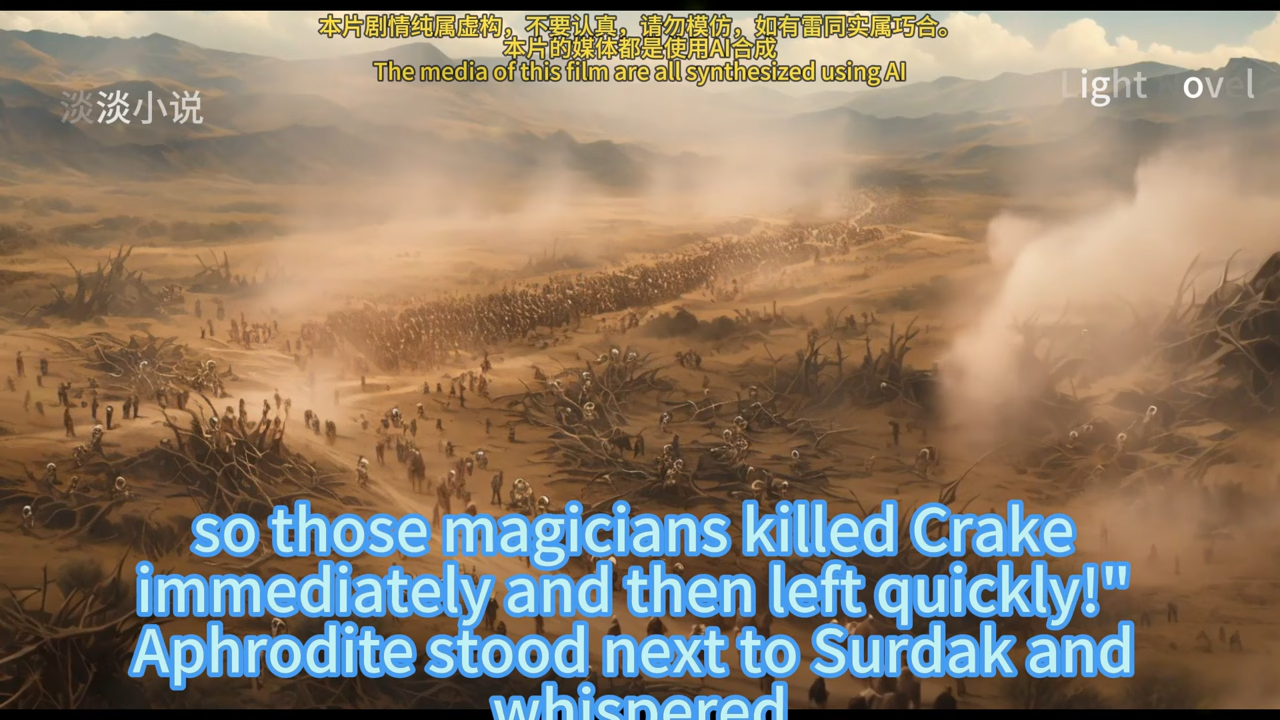 本片剧情纯属虚构，不要认真，请勿模仿，如有雷同实属巧合。
本片的媒体都是使用AI合成
The media of this film are all synthesized using AI
淡淡小说
Light Novel
so those magicians killed Crake
immediately and then left quickly!"
Aphrodite stood next to Surdak and
whispered